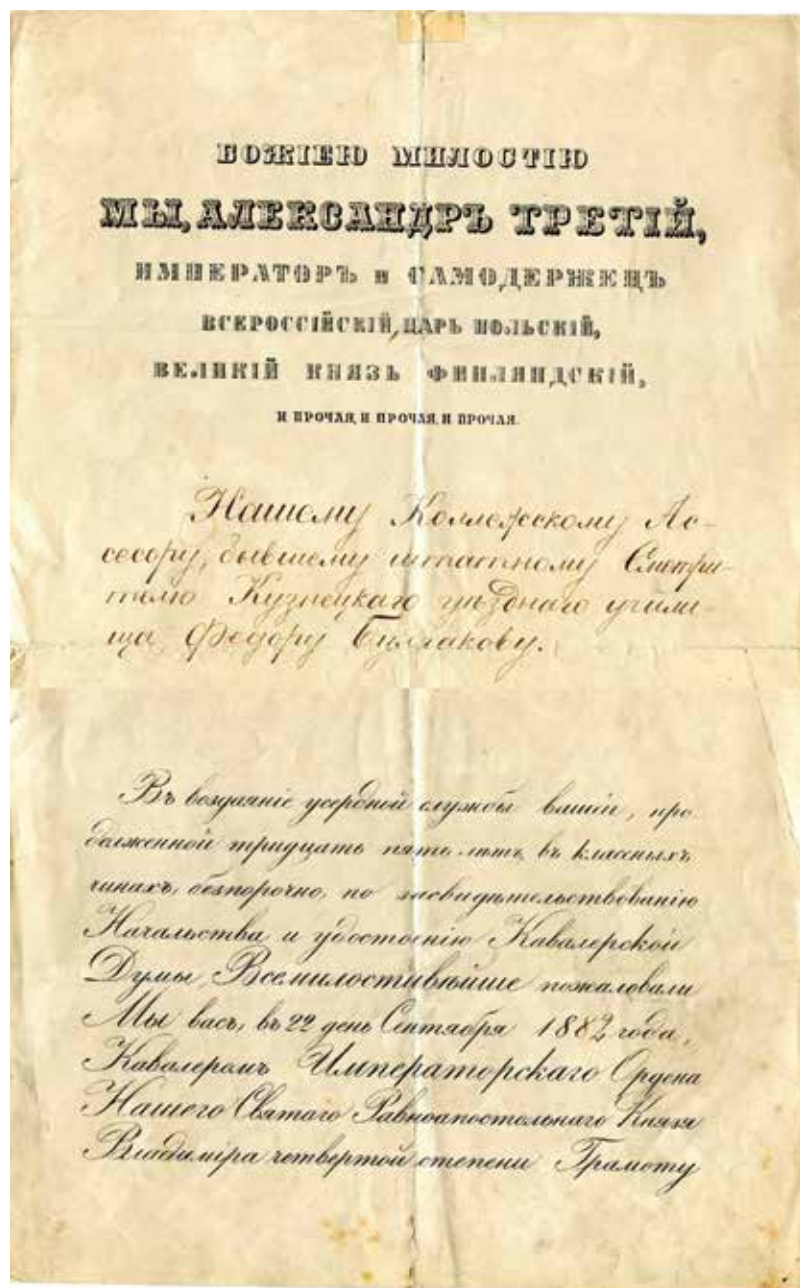 БОЖІЕЮ МИЛОСТІЮ
МЫ, АЛЕКСАНДРЪ ТРЕТІЙ,
ИМПЕРАТОРЪ и САМОДЕРЖЕЦЪ
ВСЕРОССІЙСКІЙ, ЦАРЬ ПОЛЬСКІЙ,
ВЕЛИКІЙ КНЯЗЬ ФИНЛЯНДСКІЙ,
И ПРОЧАЯ, И ПРОЧАЯ, И ПРОЧАЯ.
Нашему Коллежскому Ас-
сесору, бывшему штатному Смотри-
телю Кузнецкаго уѣзднаго учили-
ща, Федору Булгакову.
Въ воздаяніе усердной службы вашей, про-
долженной тридцать пять лѣтъ, въ классныхъ
чинахъ, безпорочно, по засвидѣтельствованію
Начальства и удостоенію Кавалерской
Думы, Всемилостивѣйше пожаловали
Мы васъ, въ 22 день Сентября 1882 года,
Кавалеромъ Императорскаго Ордена
Нашего Святаго Равноапостольнаго Князя
Владиміра четвертой степени Грамоту